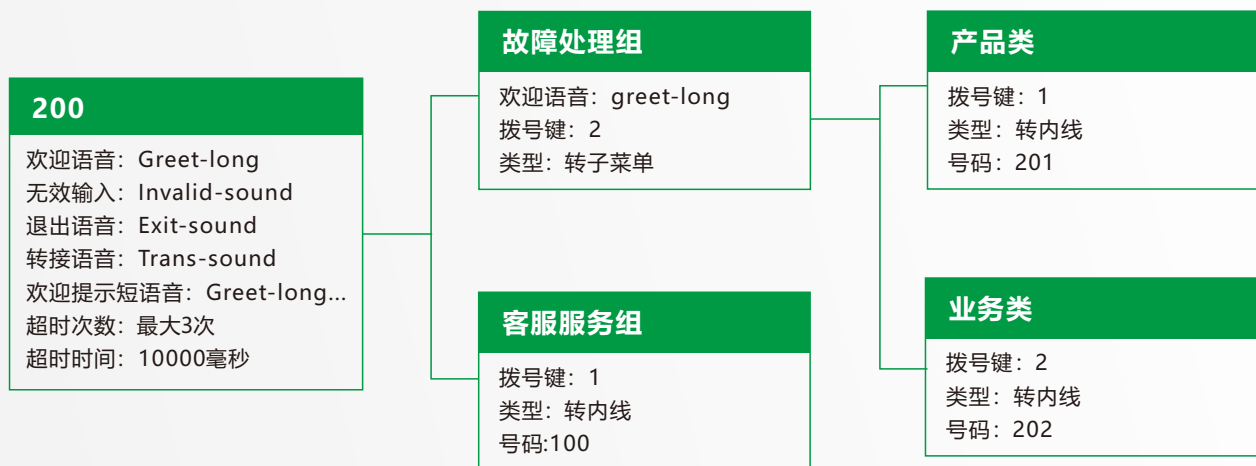 200
欢迎语音：Greet-long
无效输入：Invalid-sound
退出语音：Exit-sound
转接语音：Trans-sound
欢迎提示短语音：Greet-long...
超时次数：最大3次
超时时间：10000毫秒
故障处理组
欢迎语音：greet-long
拨号键：2
类型：转子菜单
客服服务组
拨号键：1
类型：转内线
号码:100
产品类
拨号键：1
类型：转内线
号码：201
业务类
拨号键：2
类型：转内线
号码：202